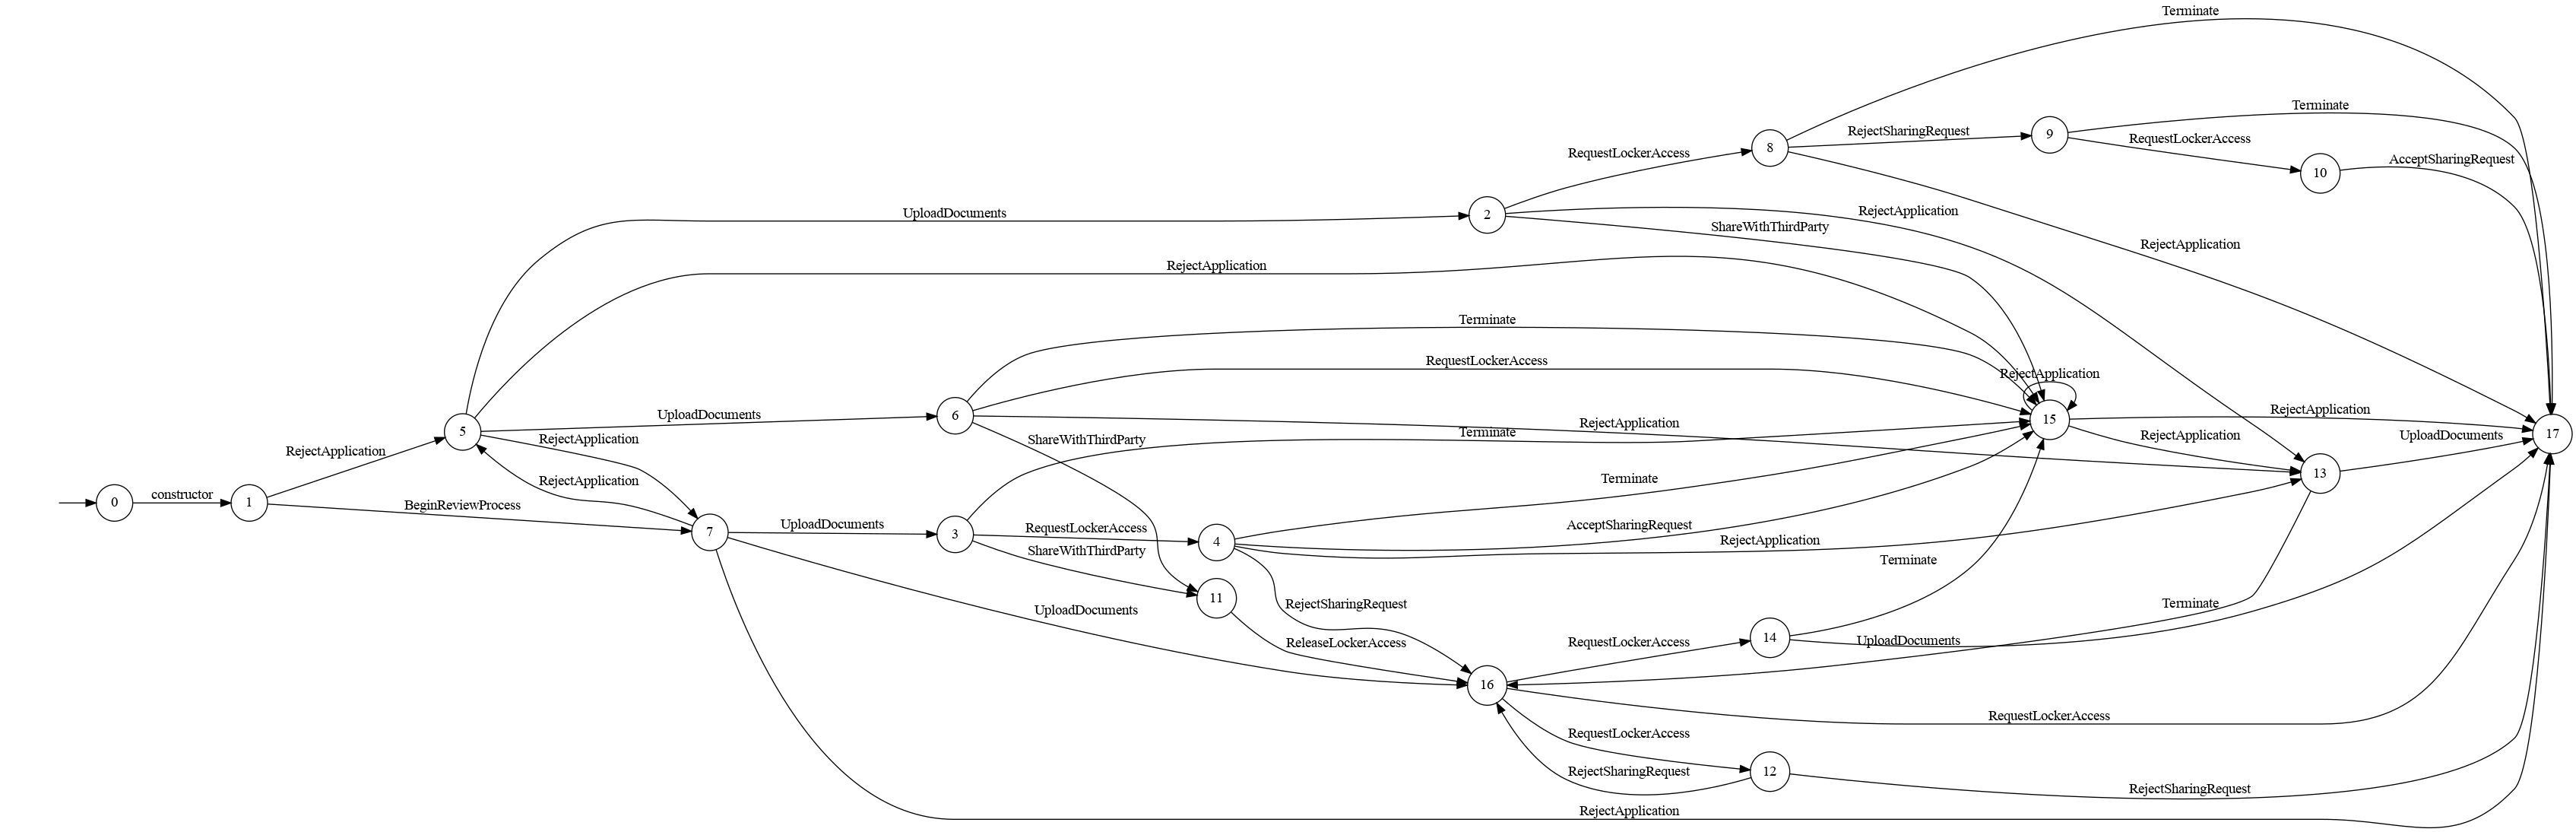 Terminate
Terminate
RejectSharingRequest
9
RequestLockerAccess
8
RequestLockerAccess
AcceptSharingRequest
10
UploadDocuments
2
RejectApplication
ShareWithThirdParty
RejectApplication
RejectApplication
Terminate
RequestLockerAccess
RejectApplication
UploadDocuments
6
RejectApplication
15
RejectApplication
RejectApplication
5
RejectApplication
ShareWithThirdParty
Terminate
RejectApplication
UploadDocuments
17
RejectApplication
RejectApplication
Terminate
13
0
constructor
1
BeginReviewProcess
UploadDocuments
RequestLockerAccess
AcceptSharingRequest
7
3
4
RejectApplication
ShareWithThirdParty
Terminate
11
UploadDocuments
RejectSharingRequest
Terminate
ReleaseLockerAccess
RequestLockerAccess
14
UploadDocuments
16
RequestLockerAccess
RequestLockerAccess
RejectSharingRequest
12
RejectSharingRequest
RejectApplication